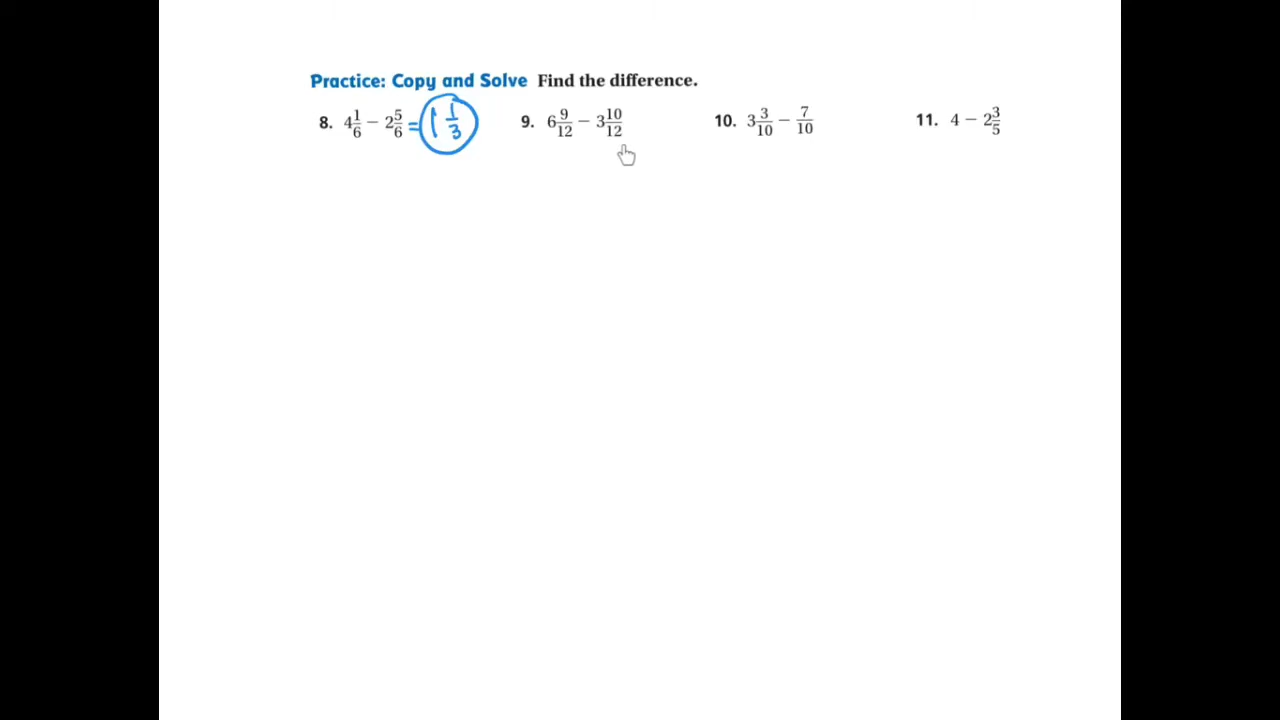 Practice: Copy and Solve Find the difference.
8. 4 1/6 − 2 5/6 = 1 1/3 9. 6 9/12 − 3 10/12 10. 3 3/10 − 7/10 11. 4 − 2 3/5